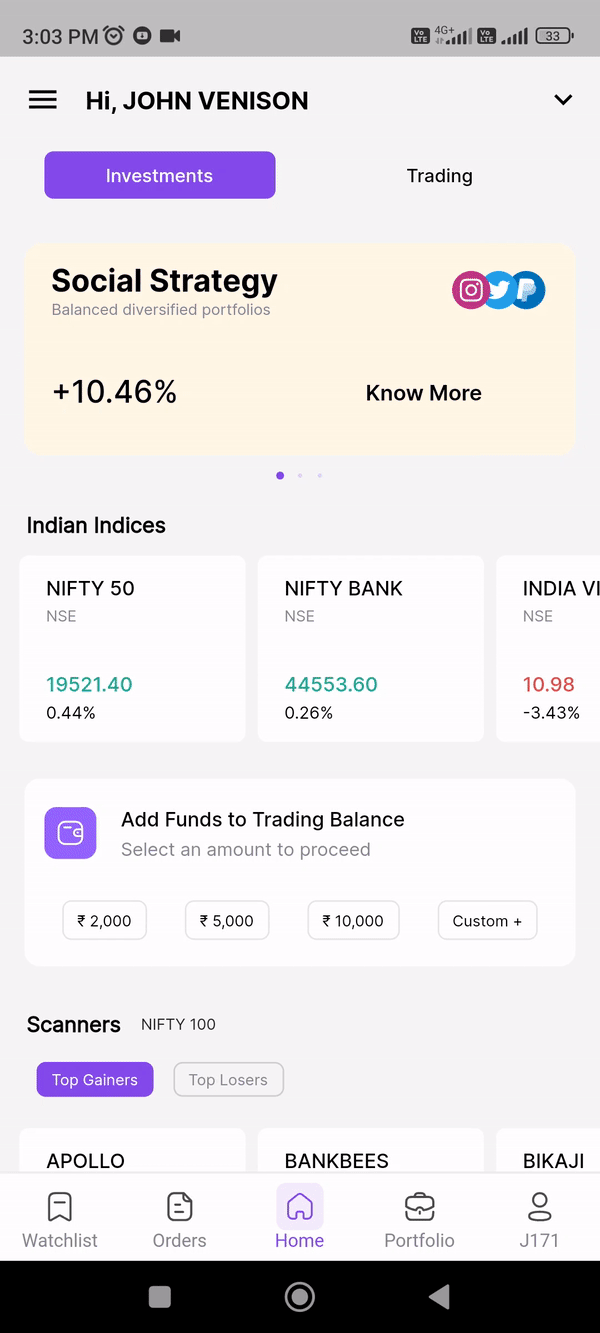 3:03 PM
Vo LTE 4G+ Vo LTE 33
Hi, JOHN VENISON
Investments Trading
Social Strategy
Balanced diversified portfolios
+10.46% Know More
Indian Indices
NIFTY 50 NIFTY BANK INDIA VI
NSE NSE NSE
19521.40 44553.60 10.98
0.44% 0.26% -3.43%
Add Funds to Trading Balance
Select an amount to proceed
₹ 2,000 ₹ 5,000 ₹ 10,000 Custom +
Scanners NIFTY 100
Top Gainers Top Losers
APOLLO BANKBEES BIKAJI
Watchlist Orders Home Portfolio J171